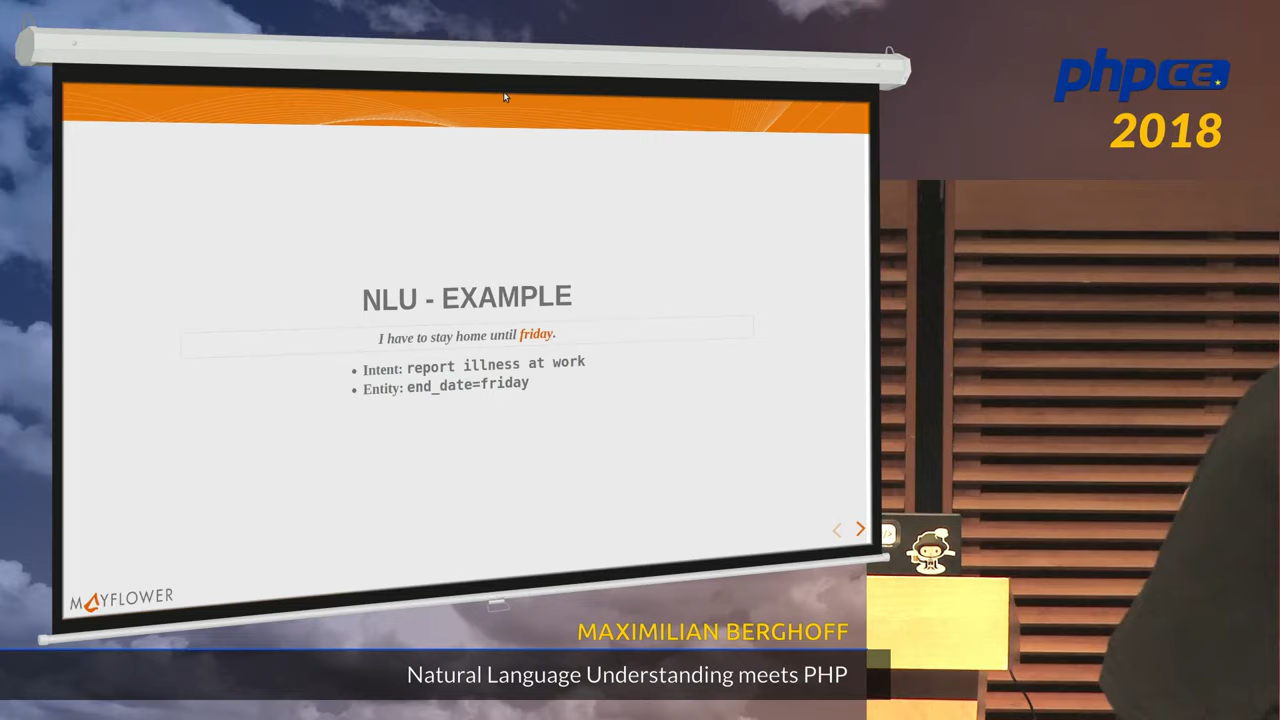 phpCE
2018
NLU - EXAMPLE
I have to stay home until friday.
• Intent: report illness at work
• Entity: end_date=friday
MAYFLOWER
MAXIMILIAN BERGHOFF
Natural Language Understanding meets PHP